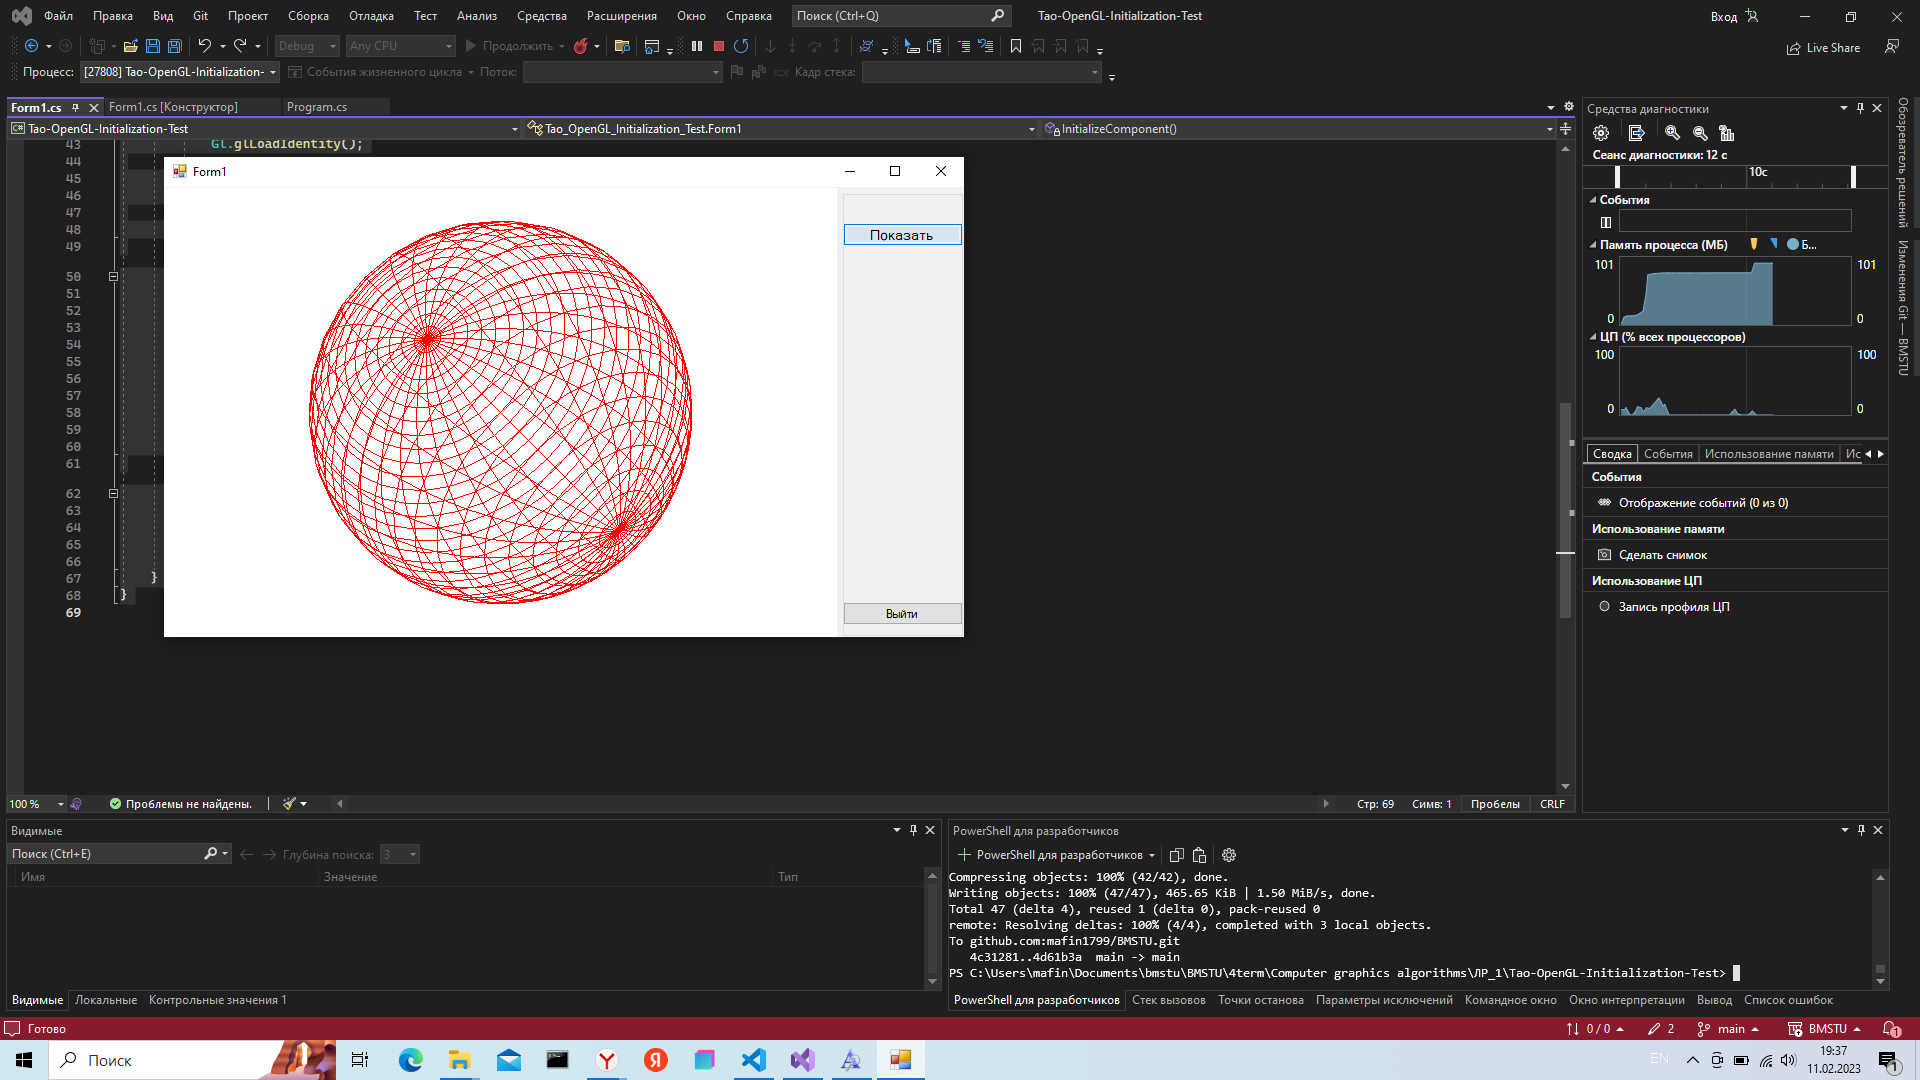 Файл Правка Вид Git Проект Сборка Отладка Тест Анализ Средства Расширения Окно Справка Поиск (Ctrl+Q) Tao-OpenGL-Initialization-Test Вход
Debug Any CPU Продолжить Live Share
Процесс: [27808] Tao-OpenGL-Initialization- События жизненного цикла Поток: Кадр стека:
Form1.cs Form1.cs [Конструктор] Program.cs
Tao-OpenGL-Initialization-Test Tao_OpenGL_Initialization_Test.Form1 InitializeComponent()
43 Gl.glLoadIdentity();
44
45
46
47
48
49
50
51
52
53
54
55
56
57
58
59
60
61
62
63
64
65
66
67 }
68 }
69
Form1
Показать
Выйти
100 % Проблемы не найдены. Стр: 69 Симв: 1 Пробелы CRLF
Средства диагностики
Сеанс диагностики: 12 с
10с
События
Память процесса (МБ) Б...
101 101
0 0
ЦП (% всех процессоров)
100 100
0 0
Сводка События Использование памяти Ис
События
Отображение событий (0 из 0)
Использование памяти
Сделать снимок
Использование ЦП
Запись профиля ЦП
Обозреватель решений
Изменения Git — BMSTU
Видимые
Поиск (Ctrl+E) Глубина поиска: 3
Имя Значение Тип
Видимые Локальные Контрольные значения 1
PowerShell для разработчиков
PowerShell для разработчиков
Compressing objects: 100% (42/42), done.
Writing objects: 100% (47/47), 465.65 KiB | 1.50 MiB/s, done.
Total 47 (delta 4), reused 1 (delta 0), pack-reused 0
remote: Resolving deltas: 100% (4/4), completed with 3 local objects.
To github.com:mafin1799/BMSTU.git
4c31281..4d61b3a main -> main
PS C:\Users\mafin\Documents\bmstu\BMSTU\4term\Computer graphics algorithms\ЛР_1\Tao-OpenGL-Initialization-Test>
PowerShell для разработчиков Стек вызовов Точки останова Параметры исключений Командное окно Окно интерпретации Вывод Список ошибок
Готово 0 / 0 2 main BMSTU 1
Поиск EN 19:37
11.02.2023 1